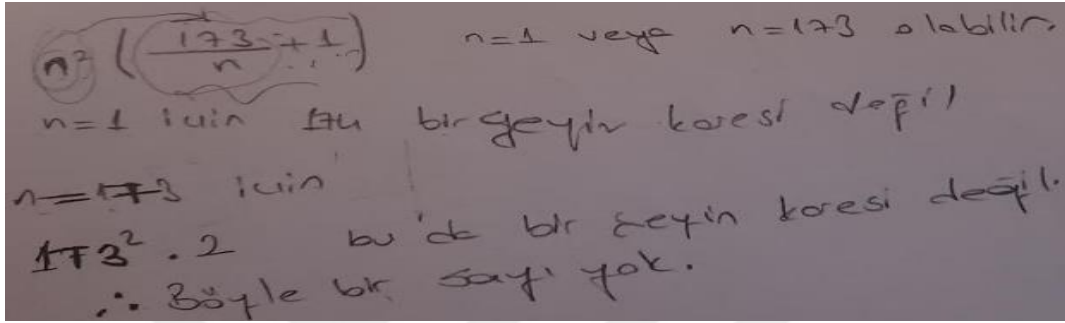 n² (173/n + 1) n=1 veya n=173 olabilir.
n=1 için 174 bir şeyin karesi değil
n=173 için
173² . 2 bu da bir şeyin karesi değil.
∴ Böyle bir sayı yok.